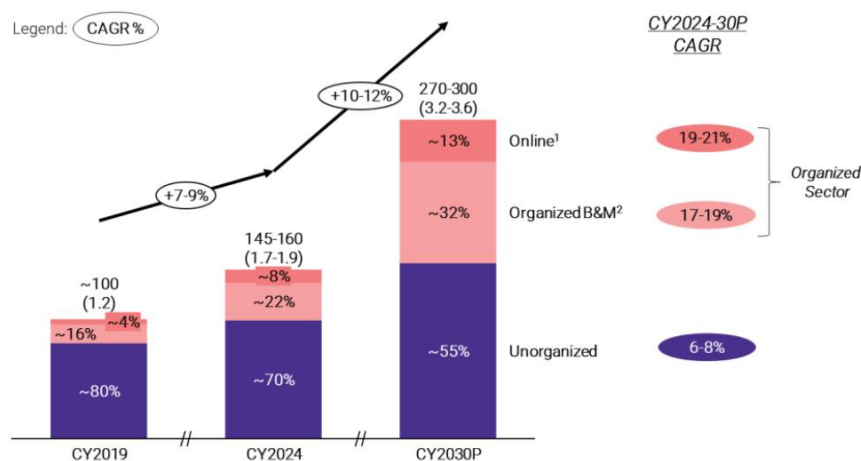 Legend: CAGR %
CY2024-30P
CAGR
+7-9%
+10-12%
~100
(1.2)
~4%
~16%
~80%
145-160
(1.7-1.9)
~8%
~22%
~70%
270-300
(3.2-3.6)
~13%
~32%
~55%
Online¹
Organized B&M²
Unorganized
19-21%
17-19%
6-8%
Organized
Sector
CY2019
//
CY2024
//
CY2030P